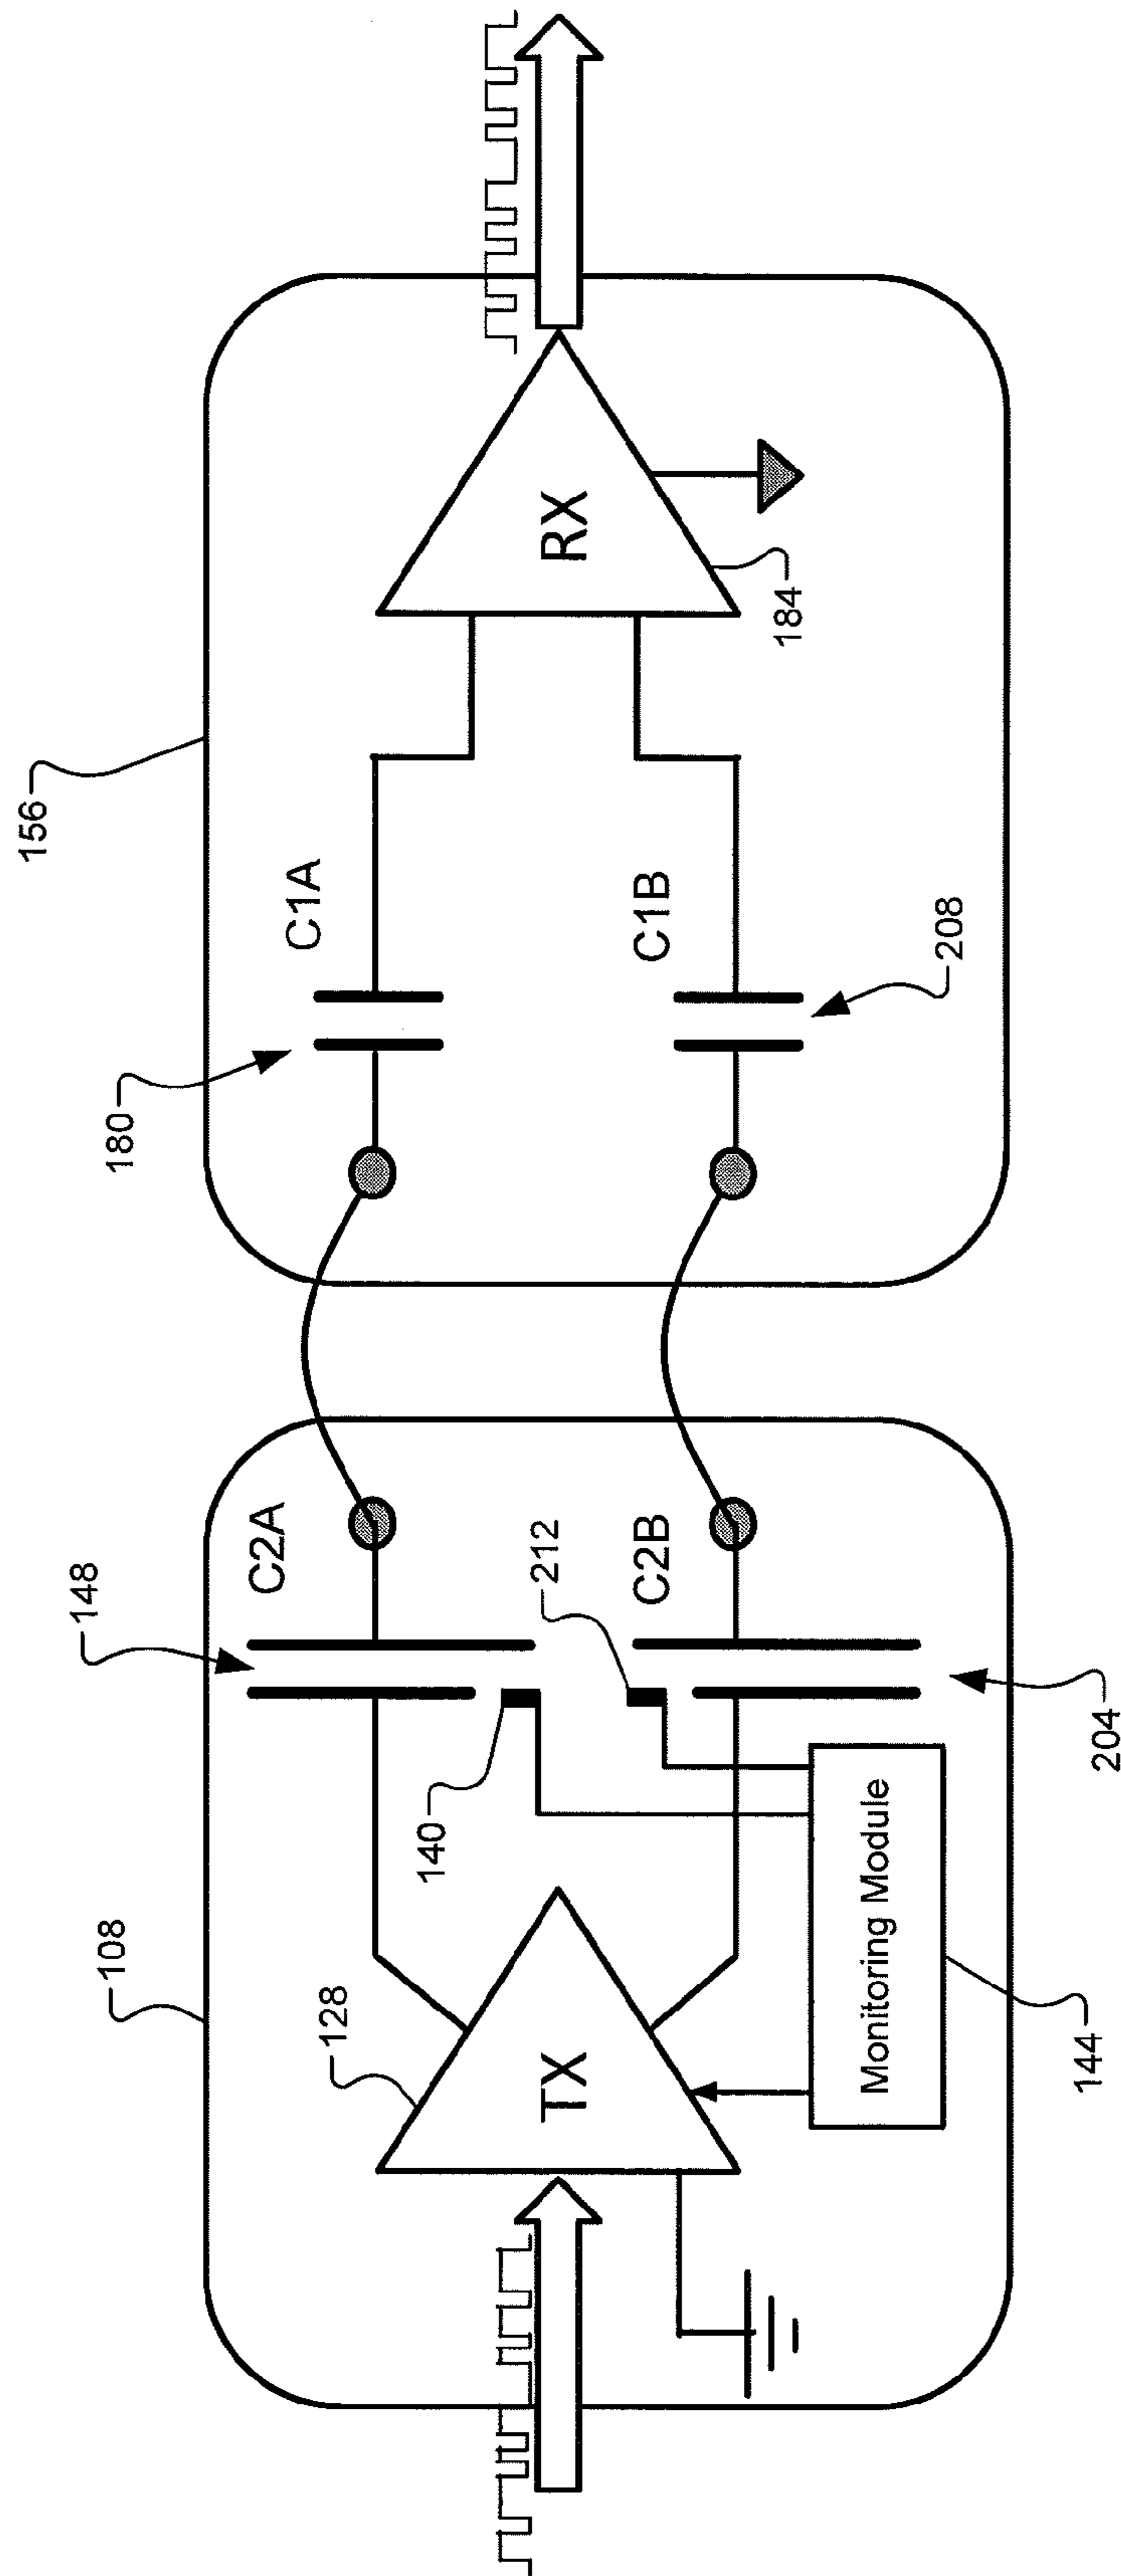 108
128
TX
140
148
C2A
212
C2B
204
Monitoring Module
144
156
180
C1A
C1B
208
RX
184